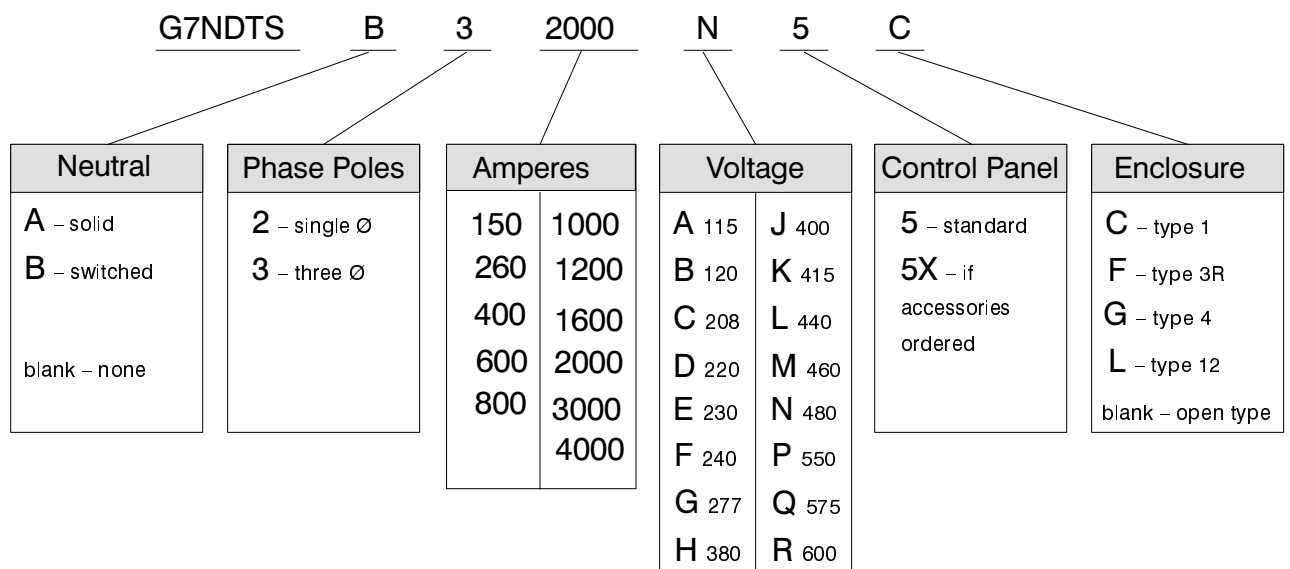 G7NDTS B 3 2000 N 5 C
Neutral
A – solid
B – switched
blank – none
Phase Poles
2 – single Ø
3 – three Ø
Amperes
150 1000
260 1200
400 1600
600 2000
800 3000
4000
Voltage
A 115 J 400
B 120 K 415
C 208 L 440
D 220 M 460
E 230 N 480
F 240 P 550
G 277 Q 575
H 380 R 600
Control Panel
5 – standard
5X – if
accessories
ordered
Enclosure
C – type 1
F – type 3R
G – type 4
L – type 12
blank – open type